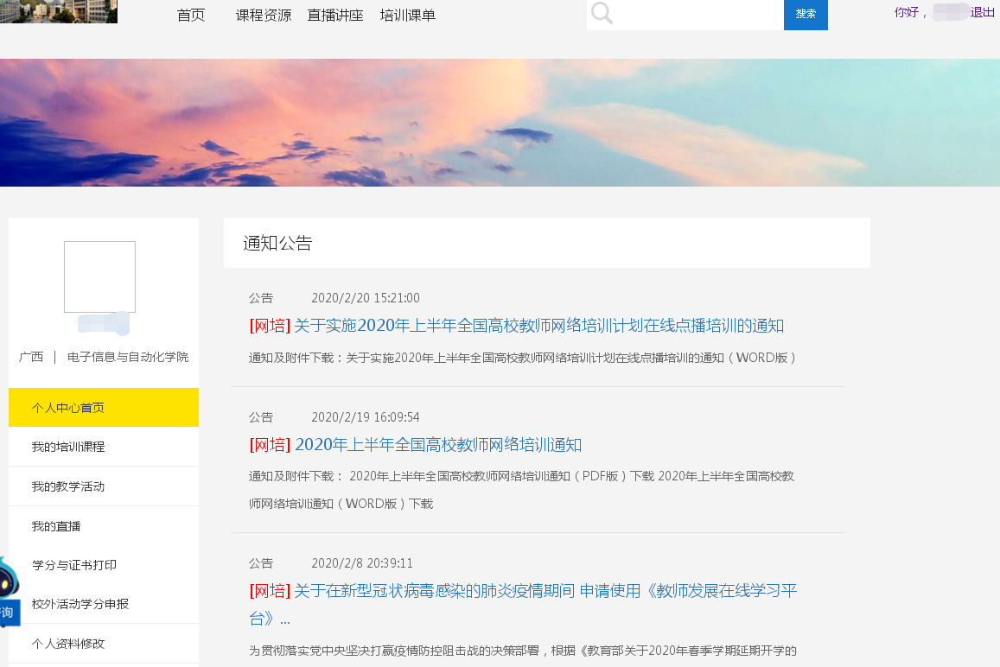 首页 课程资源 直播讲座 培训课单 搜索 你好， 退出
通知公告
公告 2020/2/20 15:21:00
[网培] 关于实施2020年上半年全国高校教师网络培训计划在线点播培训的通知
通知及附件下载：关于实施2020年上半年全国高校教师网络培训计划在线点播培训的通知（WORD版）
公告 2020/2/19 16:09:54
[网培] 2020年上半年全国高校教师网络培训通知
通知及附件下载： 2020年上半年全国高校教师网络培训通知（PDF版）下载 2020年上半年全国高校教
师网络培训通知（WORD版）下载
公告 2020/2/8 20:39:11
[网培] 关于在新型冠状病毒感染的肺炎疫情期间 申请使用《教师发展在线学习平
台》...
为贯彻落实党中央坚决打赢疫情防控阻击战的决策部署，根据《教育部关于2020年春季学期延期开学的
广西 | 电子信息与自动化学院
个人中心首页
我的培训课程
我的教学活动
我的直播
学分与证书打印
校外活动学分申报
个人资料修改
询